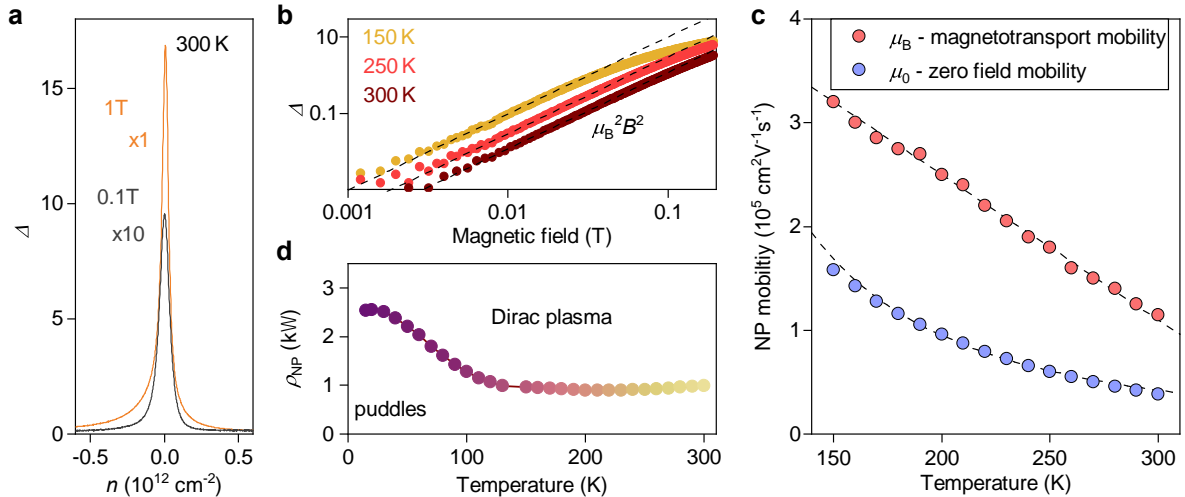 a
300 K
1T
x1
0.1T
x10
15
10
5
0
Δ
-0.5
0.0
0.5
n (10¹² cm⁻²)
b
150 K
250 K
300 K
10
0.1
Δ
μB²B²
0.001
0.01
0.1
Magnetic field (T)
d
3
2
1
0
ρNP (kW)
Dirac plasma
puddles
0
100
200
300
Temperature (K)
c
μB - magnetotransport mobility
μ0 - zero field mobility
4
3
2
1
0
NP mobiltiy (10⁵ cm²V⁻¹s⁻¹)
150
200
250
300
Temperature (K)